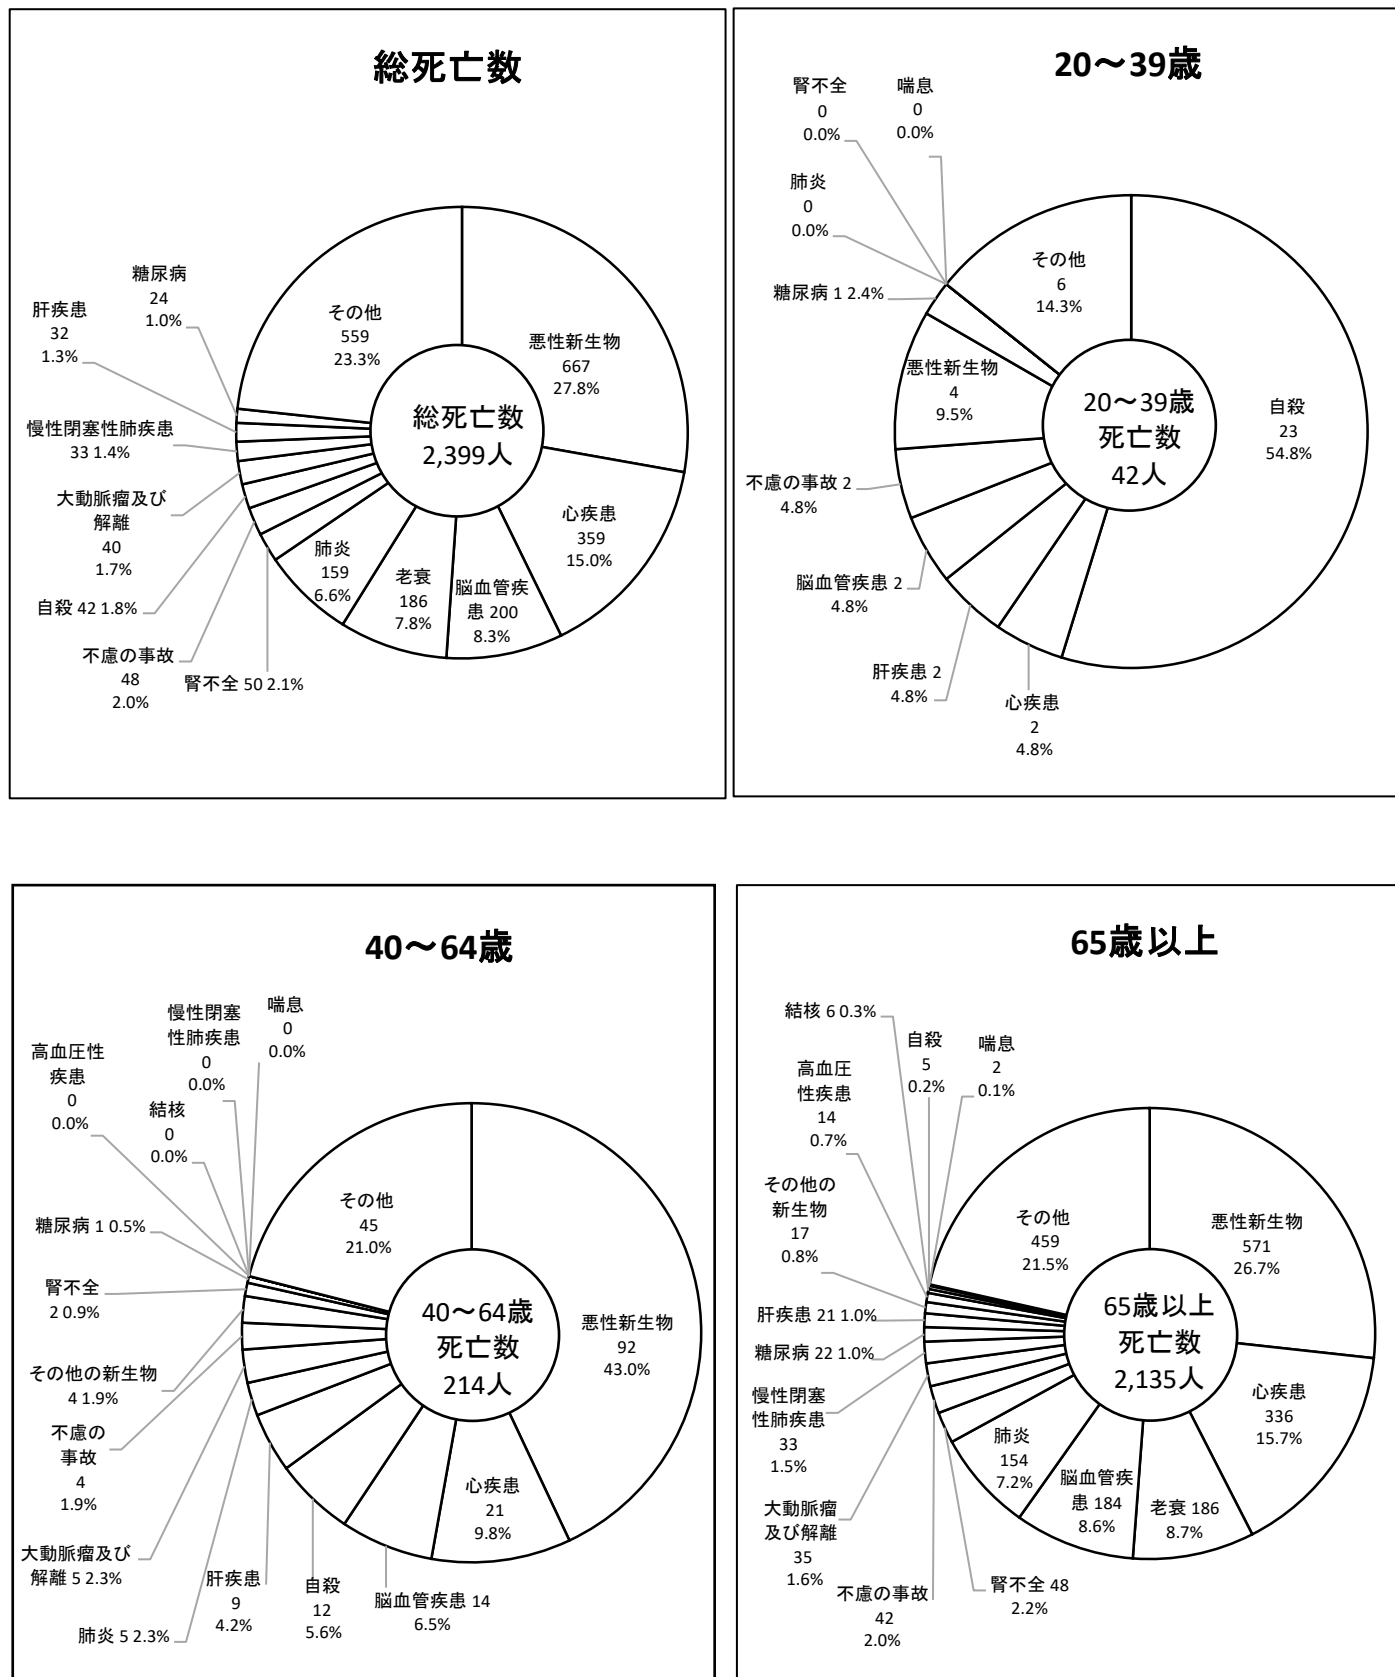 総死亡数
糖尿病
24
1.0%
肝疾患
32
1.3%
慢性閉塞性肺疾患
33 1.4%
大動脈瘤及び
解離
40
1.7%
自殺 42 1.8%
不慮の事故
48
2.0%
腎不全 50 2.1%
肺炎
159
6.6%
老衰
186
7.8%
脳血管疾
患 200
8.3%
心疾患
359
15.0%
悪性新生物
667
27.8%
その他
559
23.3%
総死亡数
2,399人
20～39歳
腎不全
0
0.0%
喘息
0
0.0%
肺炎
0
0.0%
糖尿病 1 2.4%
その他
6
14.3%
悪性新生物
4
9.5%
不慮の事故 2
4.8%
脳血管疾患 2
4.8%
肝疾患 2
4.8%
心疾患
2
4.8%
自殺
23
54.8%
20～39歳
死亡数
42人
40～64歳
慢性閉塞
性肺疾患
0
0.0%
喘息
0
0.0%
高血圧性
疾患
0
0.0%
結核
0
0.0%
糖尿病 1 0.5%
腎不全
2 0.9%
その他の新生物
4 1.9%
不慮の
事故
4
1.9%
大動脈瘤及び
解離 5 2.3%
肺炎 5 2.3%
肝疾患
9
4.2%
自殺
12
5.6%
脳血管疾患 14
6.5%
心疾患
21
9.8%
悪性新生物
92
43.0%
その他
45
21.0%
40～64歳
死亡数
214人
65歳以上
結核 6 0.3%
自殺
5
0.2%
喘息
2
0.1%
高血圧
性疾患
14
0.7%
その他の
新生物
17
0.8%
肝疾患 21 1.0%
糖尿病 22 1.0%
慢性閉塞
性肺疾患
33
1.5%
大動脈瘤
及び解離
35
1.6%
不慮の事故
42
2.0%
腎不全 48
2.2%
肺炎
154
7.2%
脳血管疾
患 184
8.6%
老衰 186
8.7%
心疾患
336
15.7%
悪性新生物
571
26.7%
その他
459
21.5%
65歳以上
死亡数
2,135人